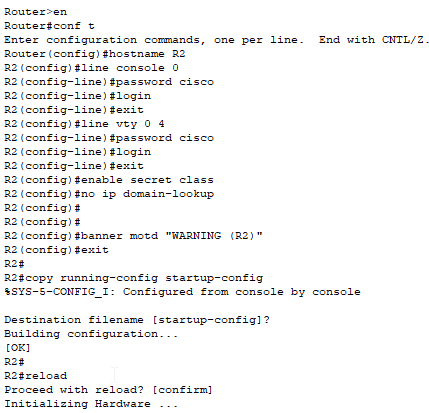 Router>en
Router#conf t
Enter configuration commands, one per line.  End with CNTL/Z.
Router(config)#hostname R2
R2(config)#line console 0
R2(config-line)#password cisco
R2(config-line)#login
R2(config-line)#exit
R2(config)#line vty 0 4
R2(config-line)#password cisco
R2(config-line)#login
R2(config-line)#exit
R2(config)#enable secret class
R2(config)#no ip domain-lookup
R2(config)#
R2(config)#
R2(config)#banner motd "WARNING (R2)"
R2(config)#exit
R2#
R2#copy running-config startup-config
%SYS-5-CONFIG_I: Configured from console by console

Destination filename [startup-config]?
Building configuration...
[OK]
R2#
R2#reload
Proceed with reload? [confirm]
Initializing Hardware ...